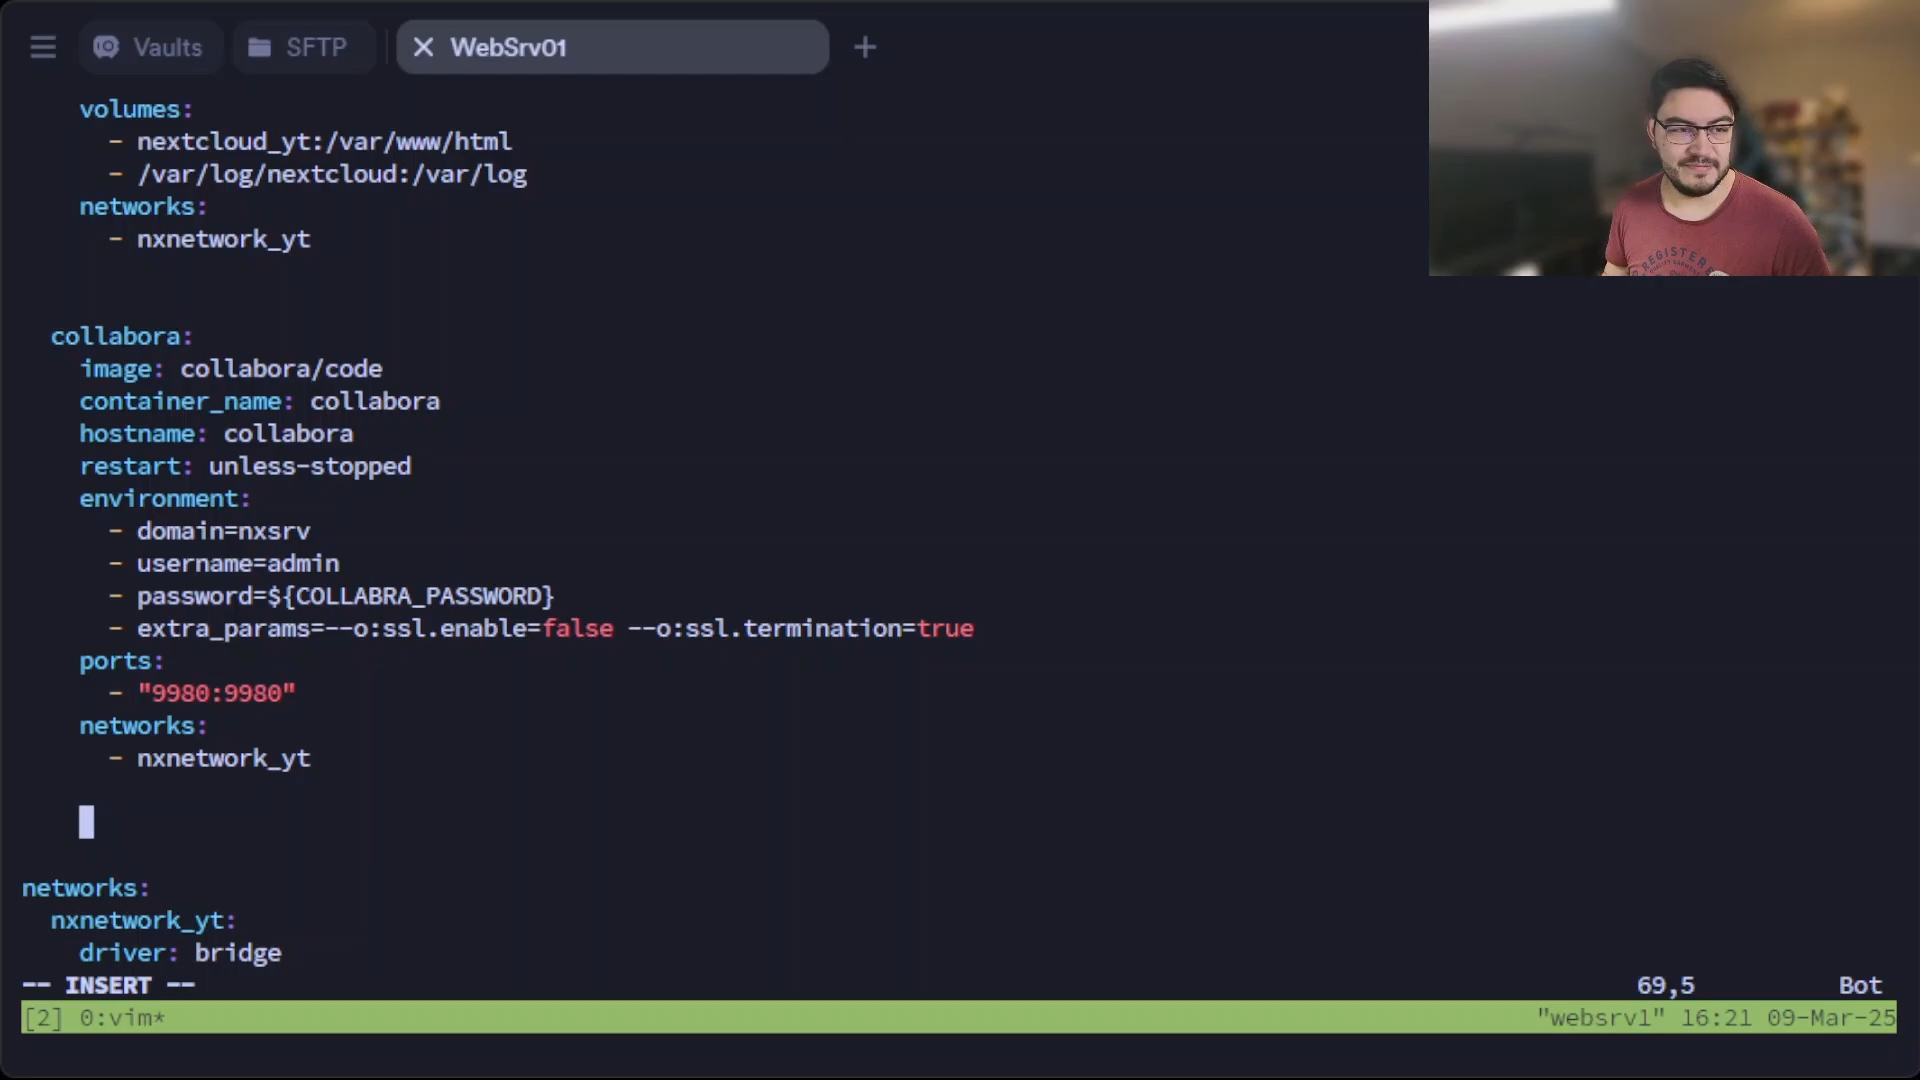 Vaults SFTP WebSrv01
volumes:
- nextcloud_yt:/var/www/html
- /var/log/nextcloud:/var/log
networks:
- nxnetwork_yt
collabora:
image: collabora/code
container_name: collabora
hostname: collabora
restart: unless-stopped
environment:
- domain=nxsrv
- username=admin
- password=${COLLABRA_PASSWORD}
- extra_params=--o:ssl.enable=false --o:ssl.termination=true
ports:
- "9980:9980"
networks:
- nxnetwork_yt
networks:
nxnetwork_yt:
driver: bridge
-- INSERT -- 69,5 Bot
[2] 0:vim* "websrv1" 16:21 09-Mar-25
REGISTERE